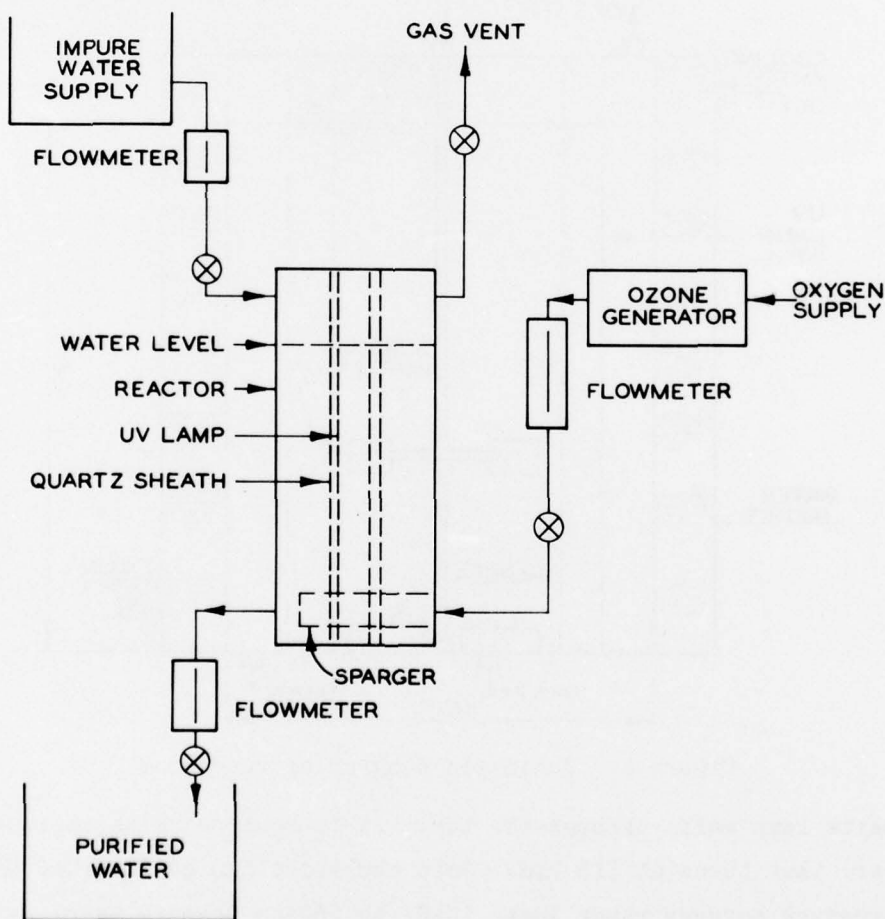 IMPURE
WATER
SUPPLY
GAS VENT
FLOWMETER
OZONE
GENERATOR
OXYGEN
SUPPLY
WATER LEVEL
REACTOR
FLOWMETER
UV LAMP
QUARTZ SHEATH
SPARGER
FLOWMETER
PURIFIED
WATER